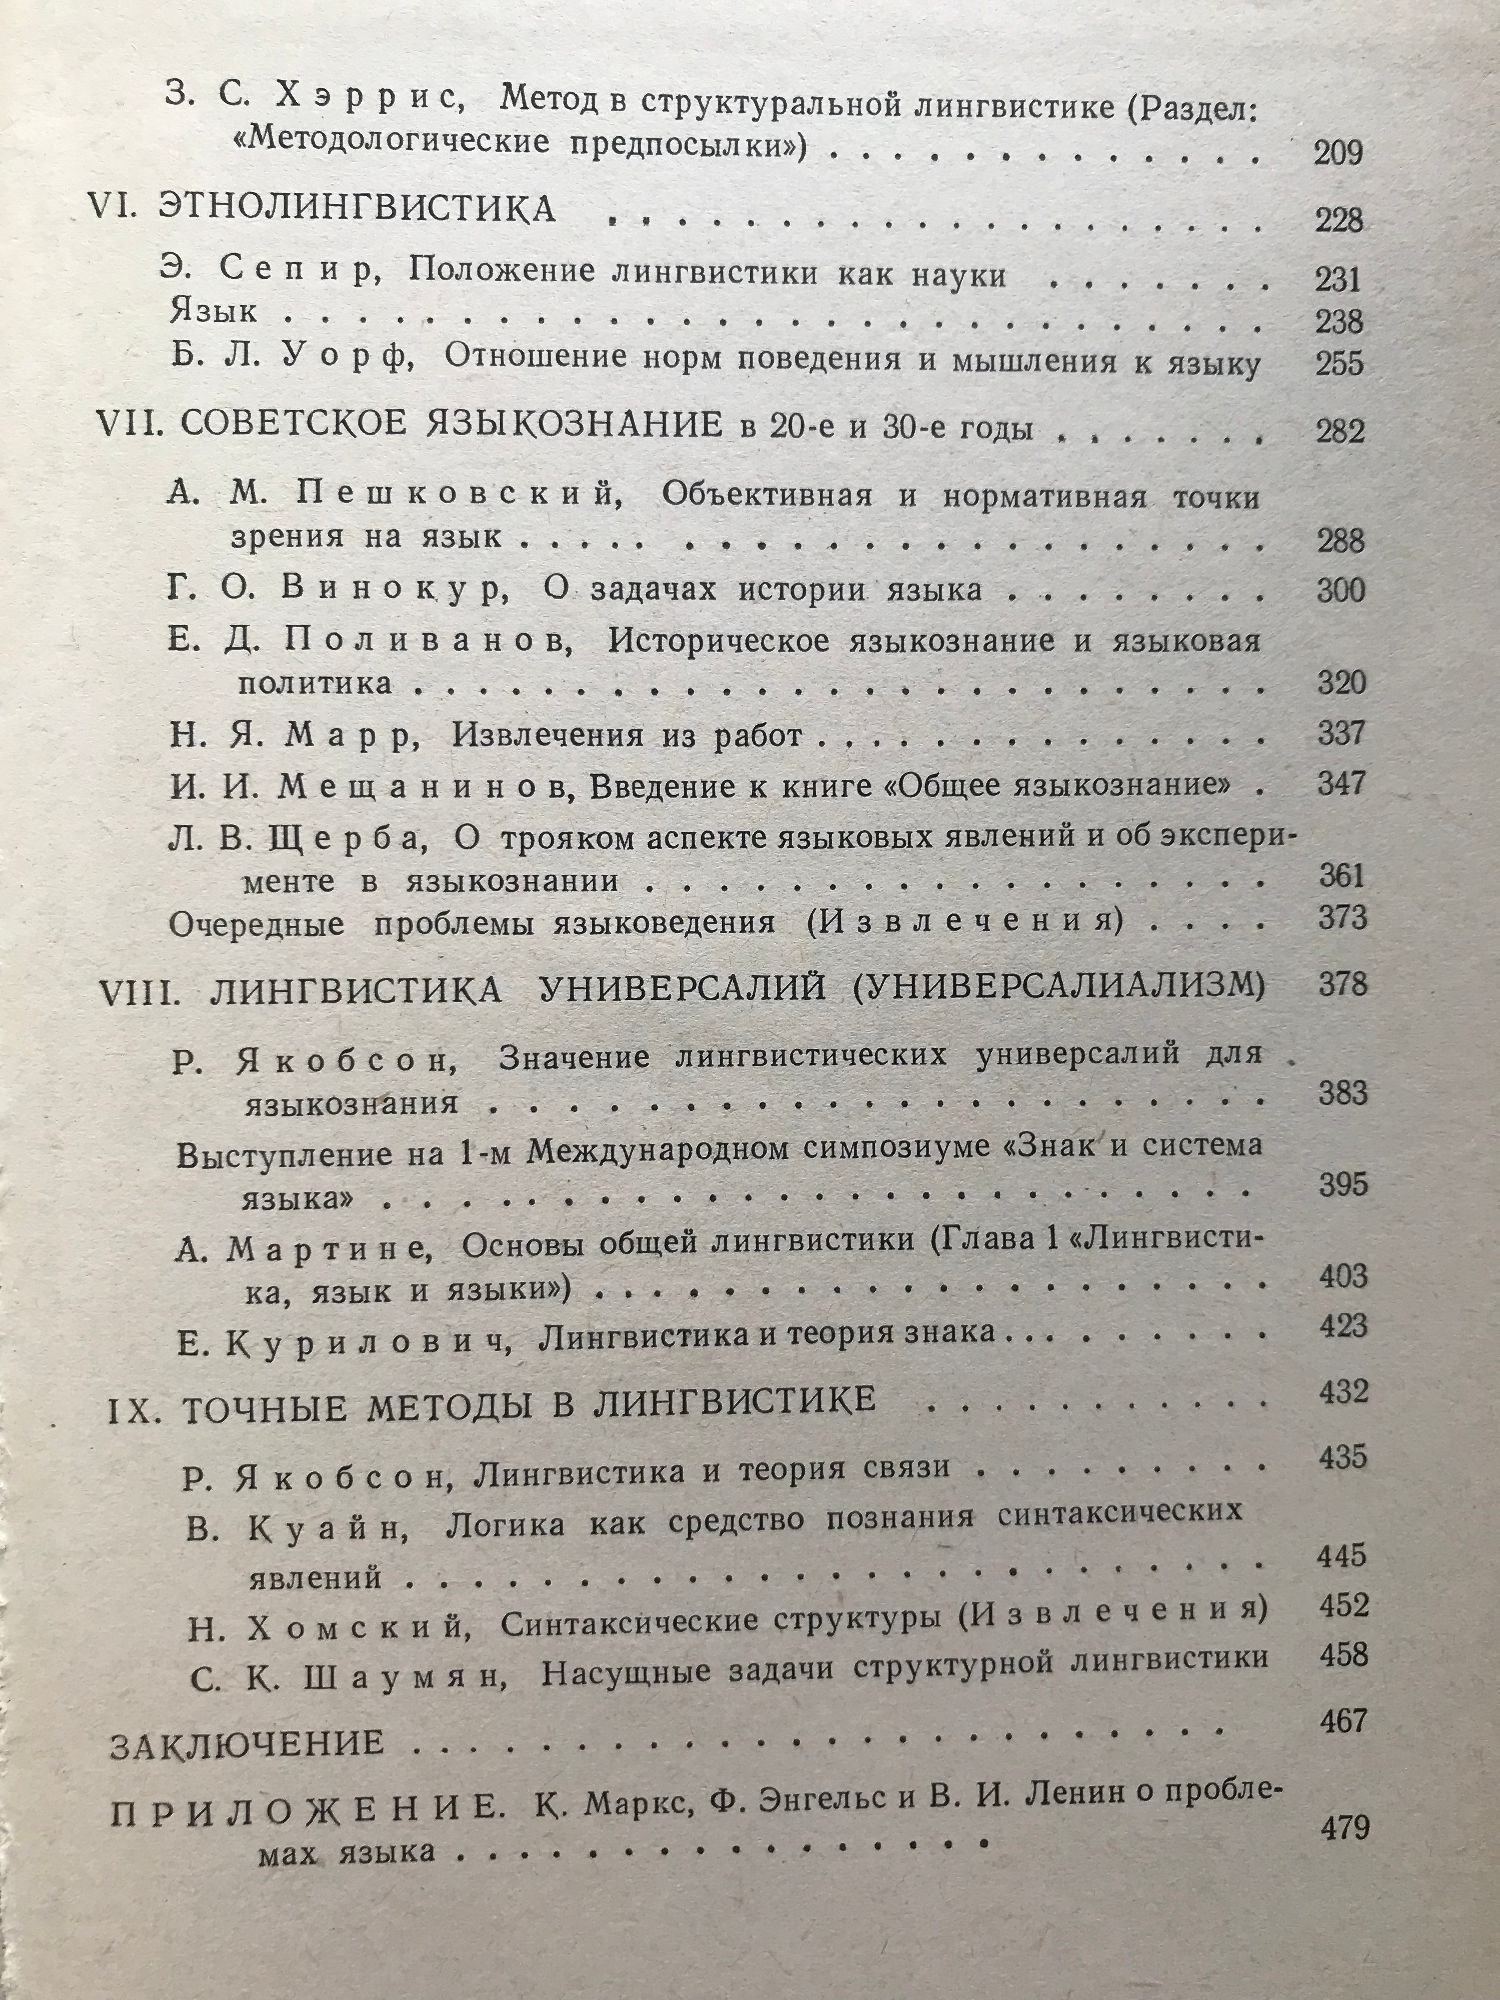 З. С. Хэррис, Метод в структуральной лингвистике (Раздел:
«Методологические предпосылки») . . . . . . . . . . . . . 209
VI. ЭТНОЛИНГВИСТИКА . . . . . . . . . . . . . . . . . . . 228
Э. Сепир, Положение лингвистики как науки . . . . . . . 231
Язык . . . . . . . . . . . . . . . . . . . . . . . . . . . . 238
Б. Л. Уорф, Отношение норм поведения и мышления к языку 255
VII. СОВЕТСКОЕ ЯЗЫКОЗНАНИЕ в 20-е и 30-е годы . . . . . . . 282
А. М. Пешковский, Объективная и нормативная точки
зрения на язык . . . . . . . . . . . . . . . . . . . . . . 288
Г. О. Винокур, О задачах истории языка . . . . . . . . 300
Е. Д. Поливанов, Историческое языкознание и языковая
политика . . . . . . . . . . . . . . . . . . . . . . . . . 320
Н. Я. Марр, Извлечения из работ . . . . . . . . . . . . . . 337
И. И. Мещанинов, Введение к книге «Общее языкознание» . 347
Л. В. Щерба, О трояком аспекте языковых явлений и об экспери-
менте в языкознании . . . . . . . . . . . . . . . . . . 361
Очередные проблемы языковедения (Извлечения) . . . . 373
VIII. ЛИНГВИСТИКА УНИВЕРСАЛИЙ (УНИВЕРСАЛИАЛИЗМ) 378
Р. Якобсон, Значение лингвистических универсалий для
языкознания . . . . . . . . . . . . . . . . . . . . . . 383
Выступление на 1-м Международном симпозиуме «Знак и система
языка» . . . . . . . . . . . . . . . . . . . . . . . . . 395
А. Мартине, Основы общей лингвистики (Глава 1 «Лингвисти-
ка, язык и языки») . . . . . . . . . . . . . . . . . . . 403
Е. Курилович, Лингвистика и теория знака . . . . . . . . . 423
IX. ТОЧНЫЕ МЕТОДЫ В ЛИНГВИСТИКЕ . . . . . . . . . . . 432
Р. Якобсон, Лингвистика и теория связи . . . . . . . . . 435
В. Куайн, Логика как средство познания синтаксических
явлений . . . . . . . . . . . . . . . . . . . . . . . . . 445
Н. Хомский, Синтаксические структуры (Извлечения) 452
С. К. Шаумян, Насущные задачи структурной лингвистики 458
ЗАКЛЮЧЕНИЕ . . . . . . . . . . . . . . . . . . . . . . . . 467
ПРИЛОЖЕНИЕ. К. Маркс, Ф. Энгельс и В. И. Ленин о пробле-
мах языка . . . . . . . . . . . . . . . . . 479